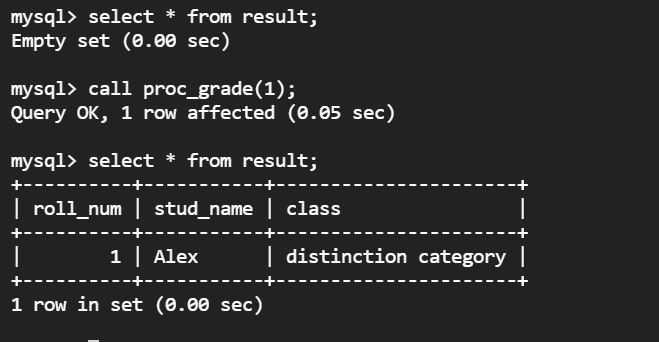 mysql> select * from result;
Empty set (0.00 sec)
mysql> call proc_grade(1);
Query OK, 1 row affected (0.05 sec)
mysql> select * from result;
+----------+-----------+----------------------+
| roll_num | stud_name | class                |
+----------+-----------+----------------------+
|        1 | Alex      | distinction category |
+----------+-----------+----------------------+
1 row in set (0.00 sec)